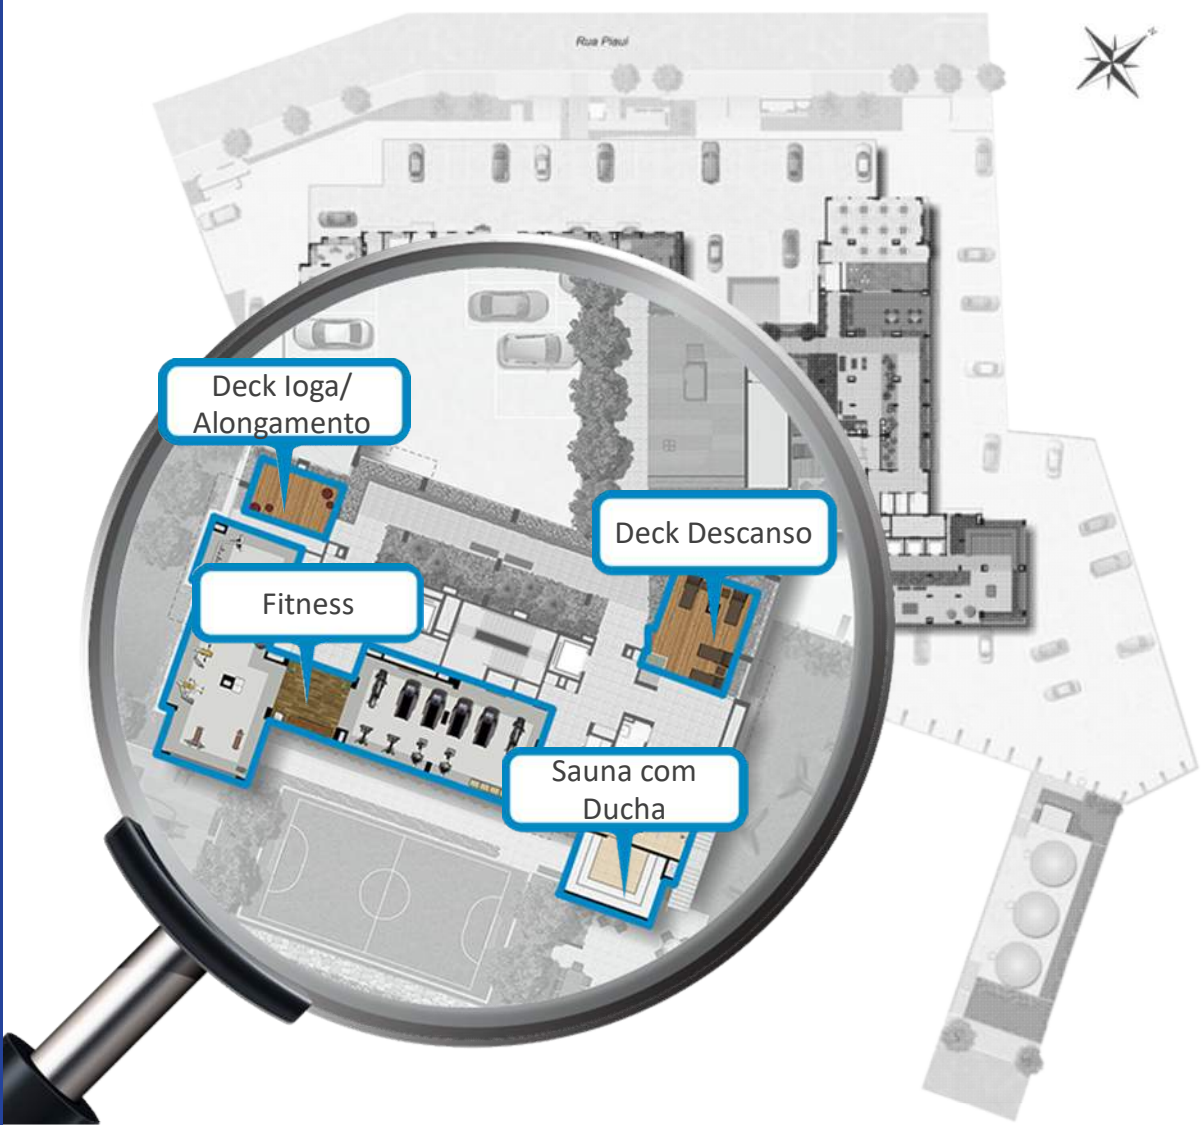 Rua Piauí
N
Deck Ioga/
Alongamento
Deck Descanso
Fitness
Sauna com
Ducha